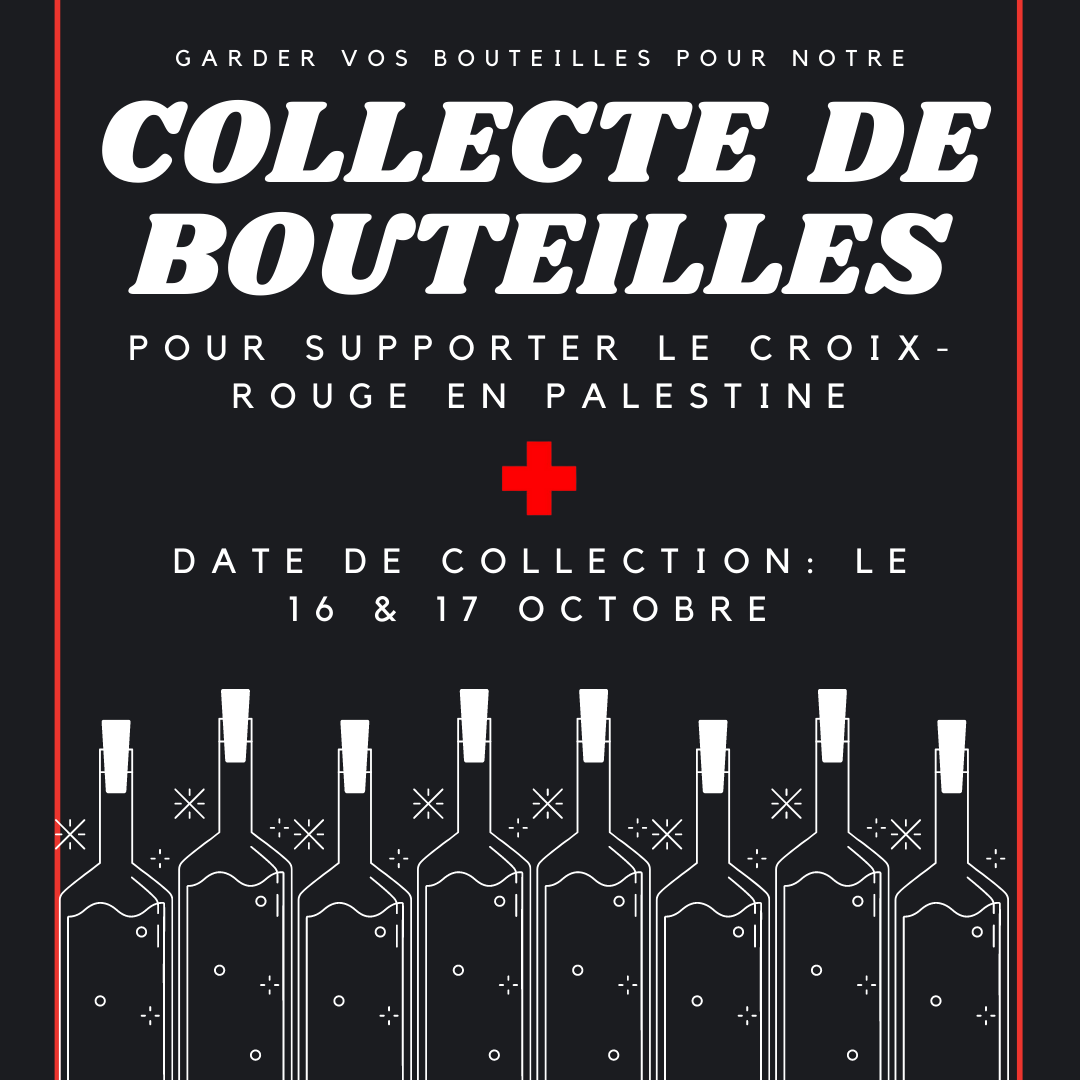 GARDER VOS BOUTEILLES POUR NOTRE
COLLECTE DE
BOUTEILLES
POUR SUPPORTER LE CROIX-
ROUGE EN PALESTINE
DATE DE COLLECTION: LE
16 & 17 OCTOBRE